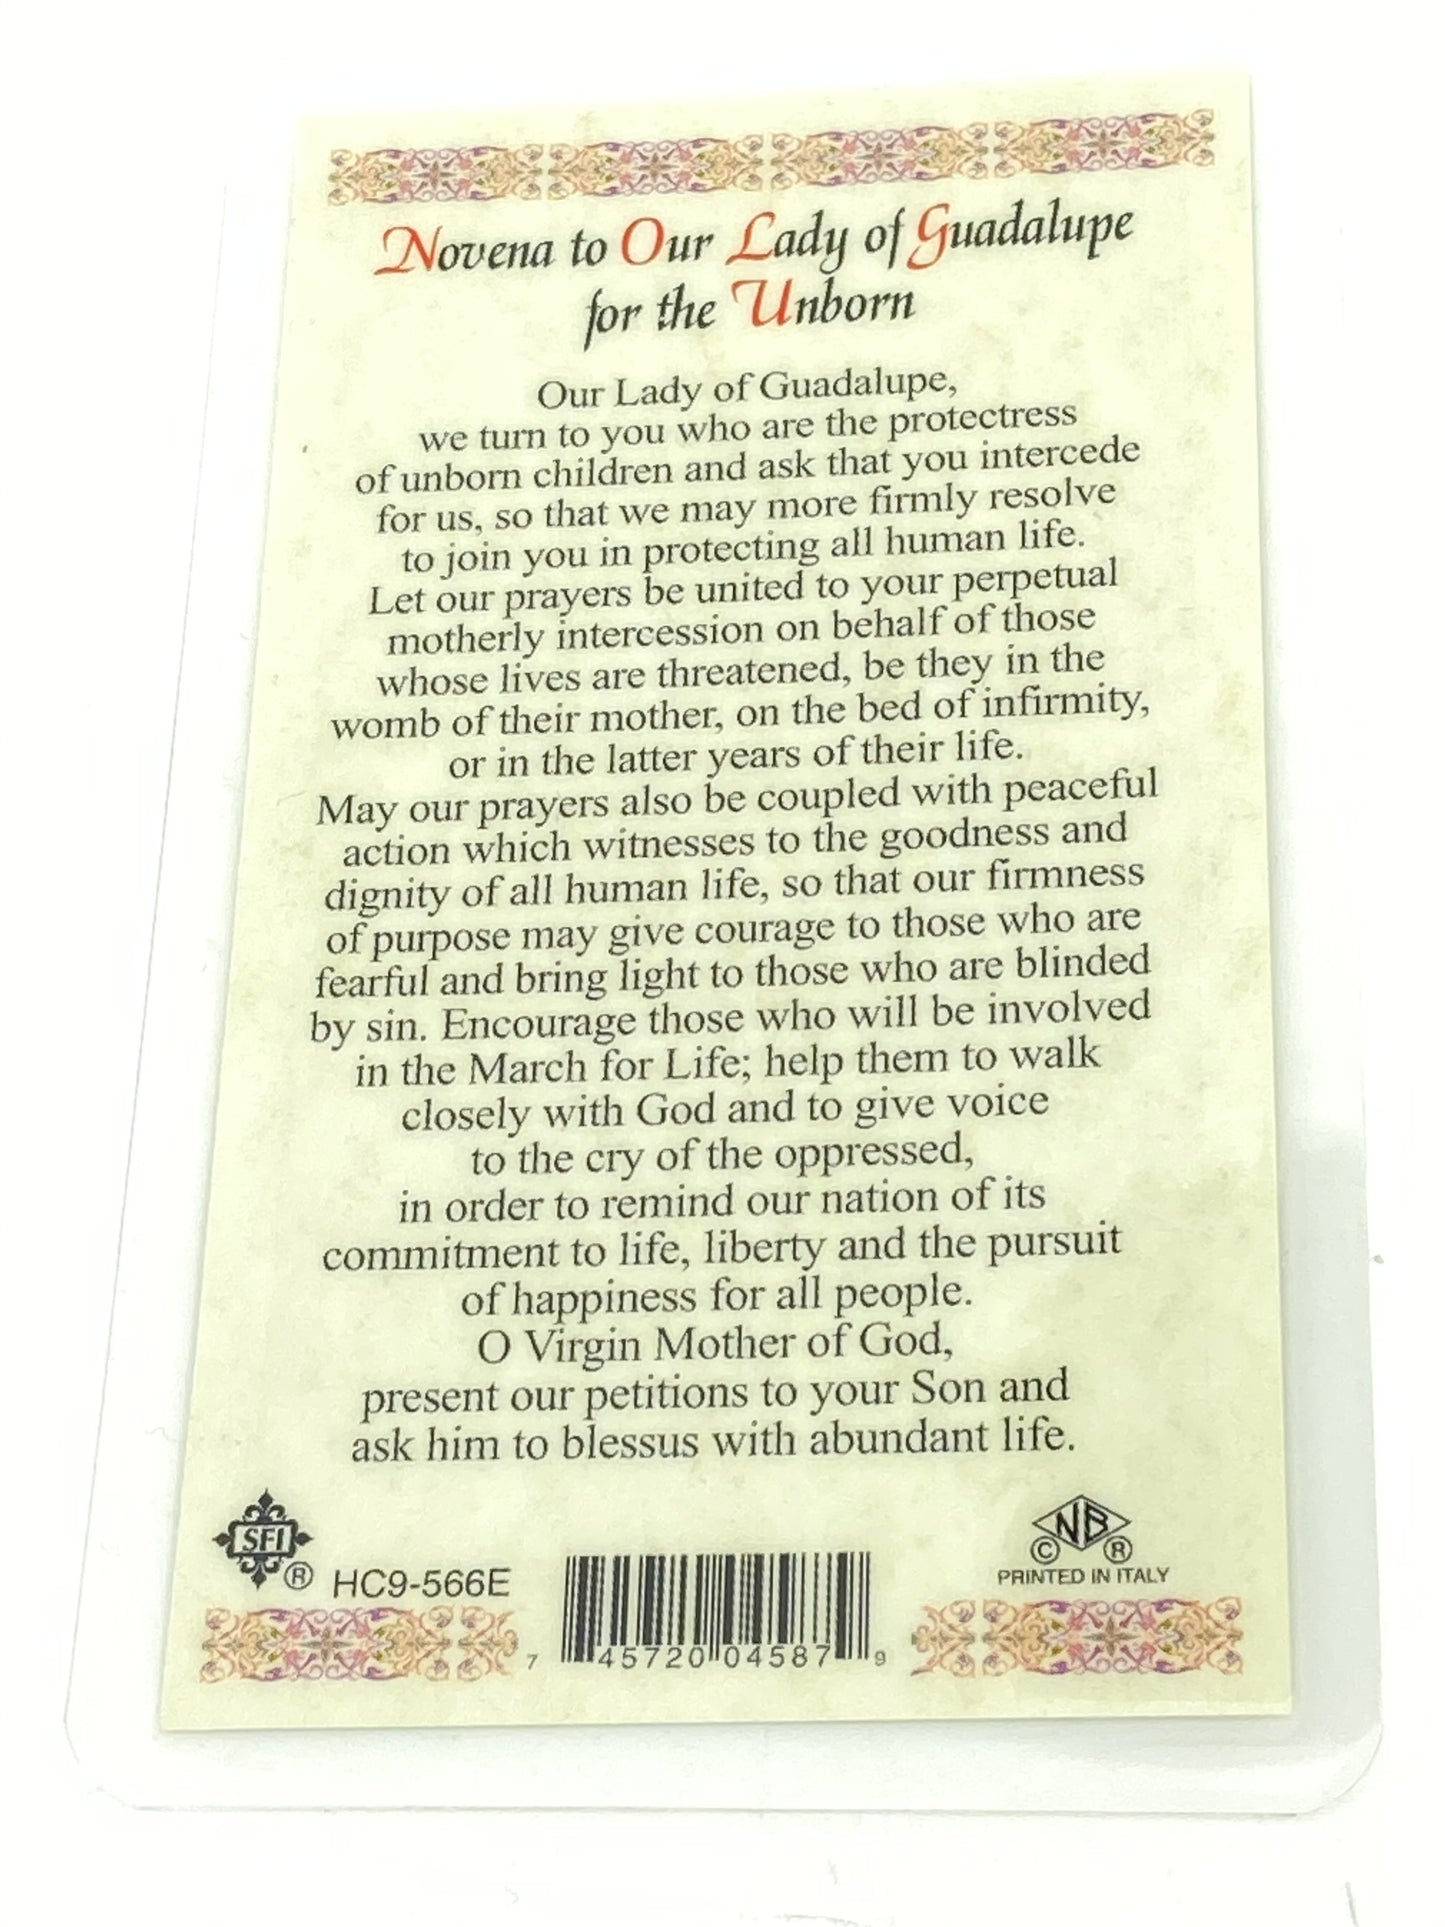 Novena to Our Lady of Guadalupe
for the Unborn
Our Lady of Guadalupe,
we turn to you who are the protectress
of unborn children and ask that you intercede
for us, so that we may more firmly resolve
to join you in protecting all human life.
Let our prayers be united to your perpetual
motherly intercession on behalf of those
whose lives are threatened, be they in the
womb of their mother, on the bed of infirmity,
or in the latter years of their life.
May our prayers also be coupled with peaceful
action which witnesses to the goodness and
dignity of all human life, so that our firmness
of purpose may give courage to those who are
fearful and bring light to those who are blinded
by sin. Encourage those who will be involved
in the March for Life; help them to walk
closely with God and to give voice
to the cry of the oppressed,
in order to remind our nation of its
commitment to life, liberty and the pursuit
of happiness for all people.
O Virgin Mother of God,
present our petitions to your Son and
ask him to blessus with abundant life.
SFI ® HC9-566E
NB
© ®
PRINTED IN ITALY
7 45720 04587 9